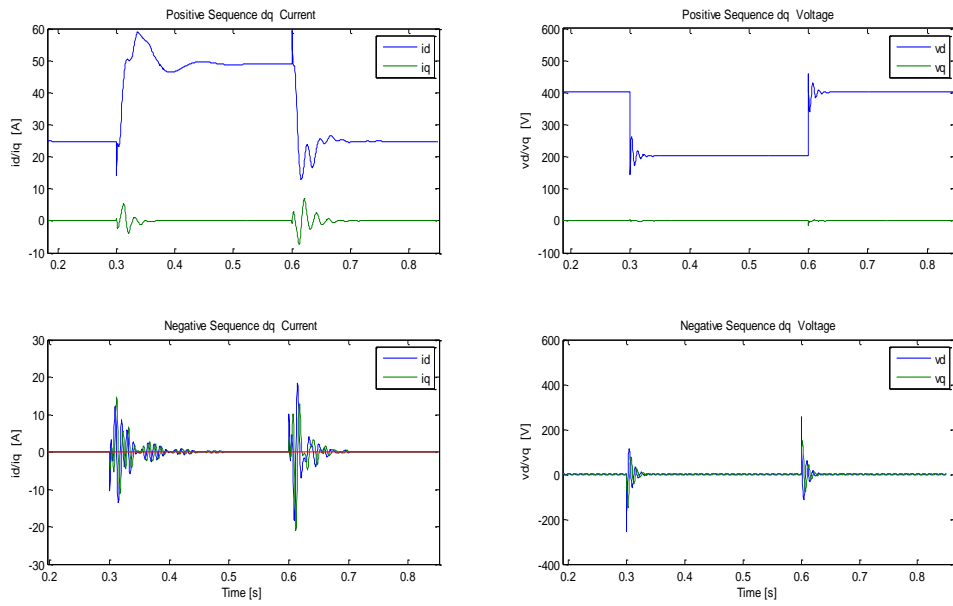 Positive Sequence dq Current
id/iq [A]
60
50
40
30
20
10
0
-10
0.2 0.3 0.4 0.5 0.6 0.7 0.8
id
iq
Positive Sequence dq Voltage
vd/vq [V]
600
500
400
300
200
100
0
-100
0.2 0.3 0.4 0.5 0.6 0.7 0.8
vd
vq
Negative Sequence dq Current
id/iq [A]
30
20
10
0
-10
-20
-30
0.2 0.3 0.4 0.5 0.6 0.7 0.8
Time [s]
id
iq
Negative Sequence dq Voltage
vd/vq [V]
600
400
200
0
-200
-400
0.2 0.3 0.4 0.5 0.6 0.7 0.8
Time [s]
vd
vq